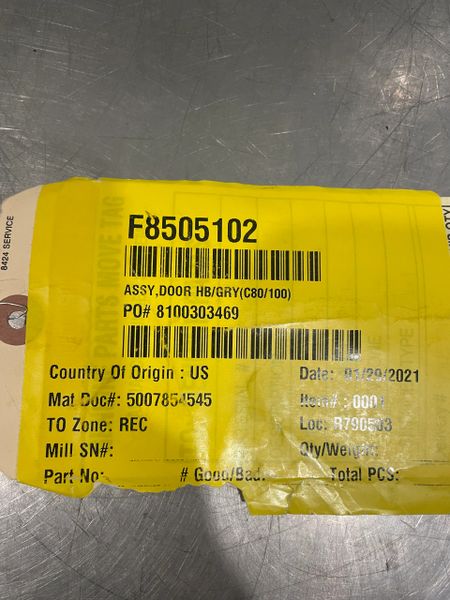 8424 SERVICE
PARTS MOVE TAG
F8505102
ASSY,DOOR HB/GRY(C80/100)
PO# 8100303469
Country Of Origin : US
Date: 01/29/2021
Mat Doc#: 5007854545
Item# : 0001
TO Zone: REC
Loc: R790503
Mill SN#:
Qty/Weight:
Part No:
# Good/Bad:
Total PCS: